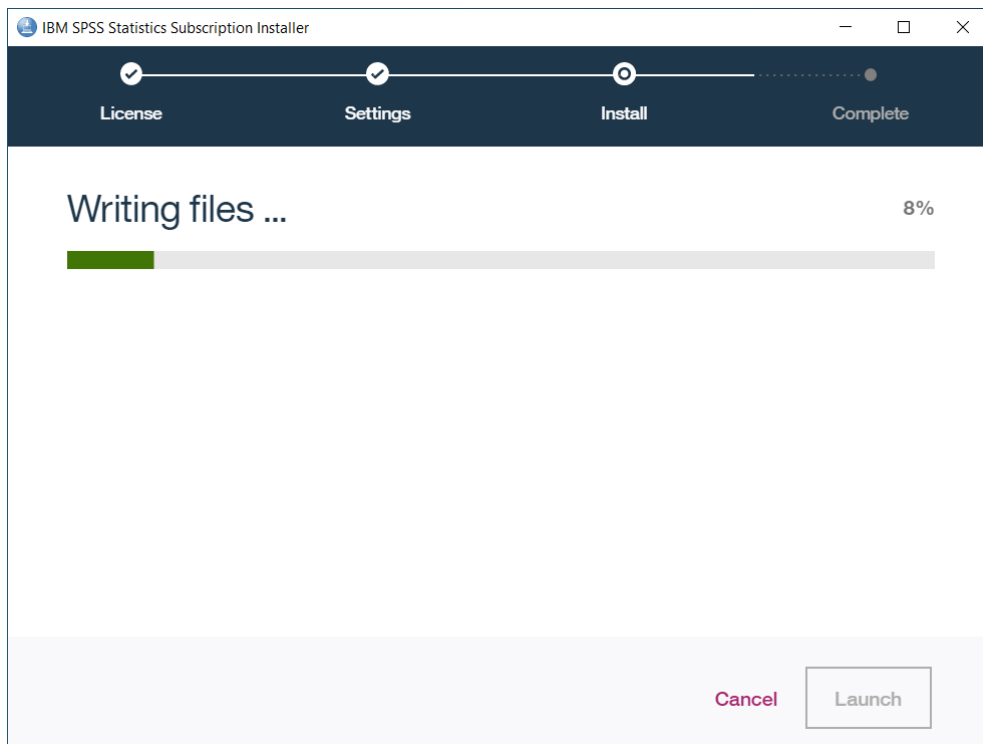 IBM SPSS Statistics Subscription Installer
License Settings Install Complete
Writing files ... 8%
Cancel Launch